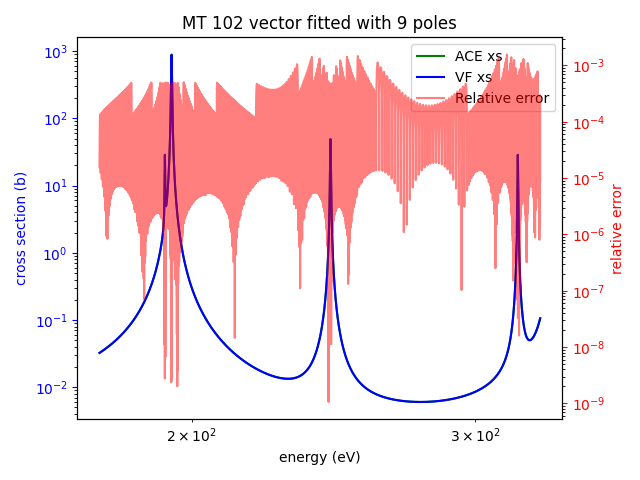 MT 102 vector fitted with 9 poles
ACE xs
VF xs
Relative error
cross section (b)
10³
10²
10¹
10⁰
10⁻¹
10⁻²
relative error
10⁻³
10⁻⁴
10⁻⁵
10⁻⁶
10⁻⁷
10⁻⁸
10⁻⁹
2 × 10²
3 × 10²
energy (eV)